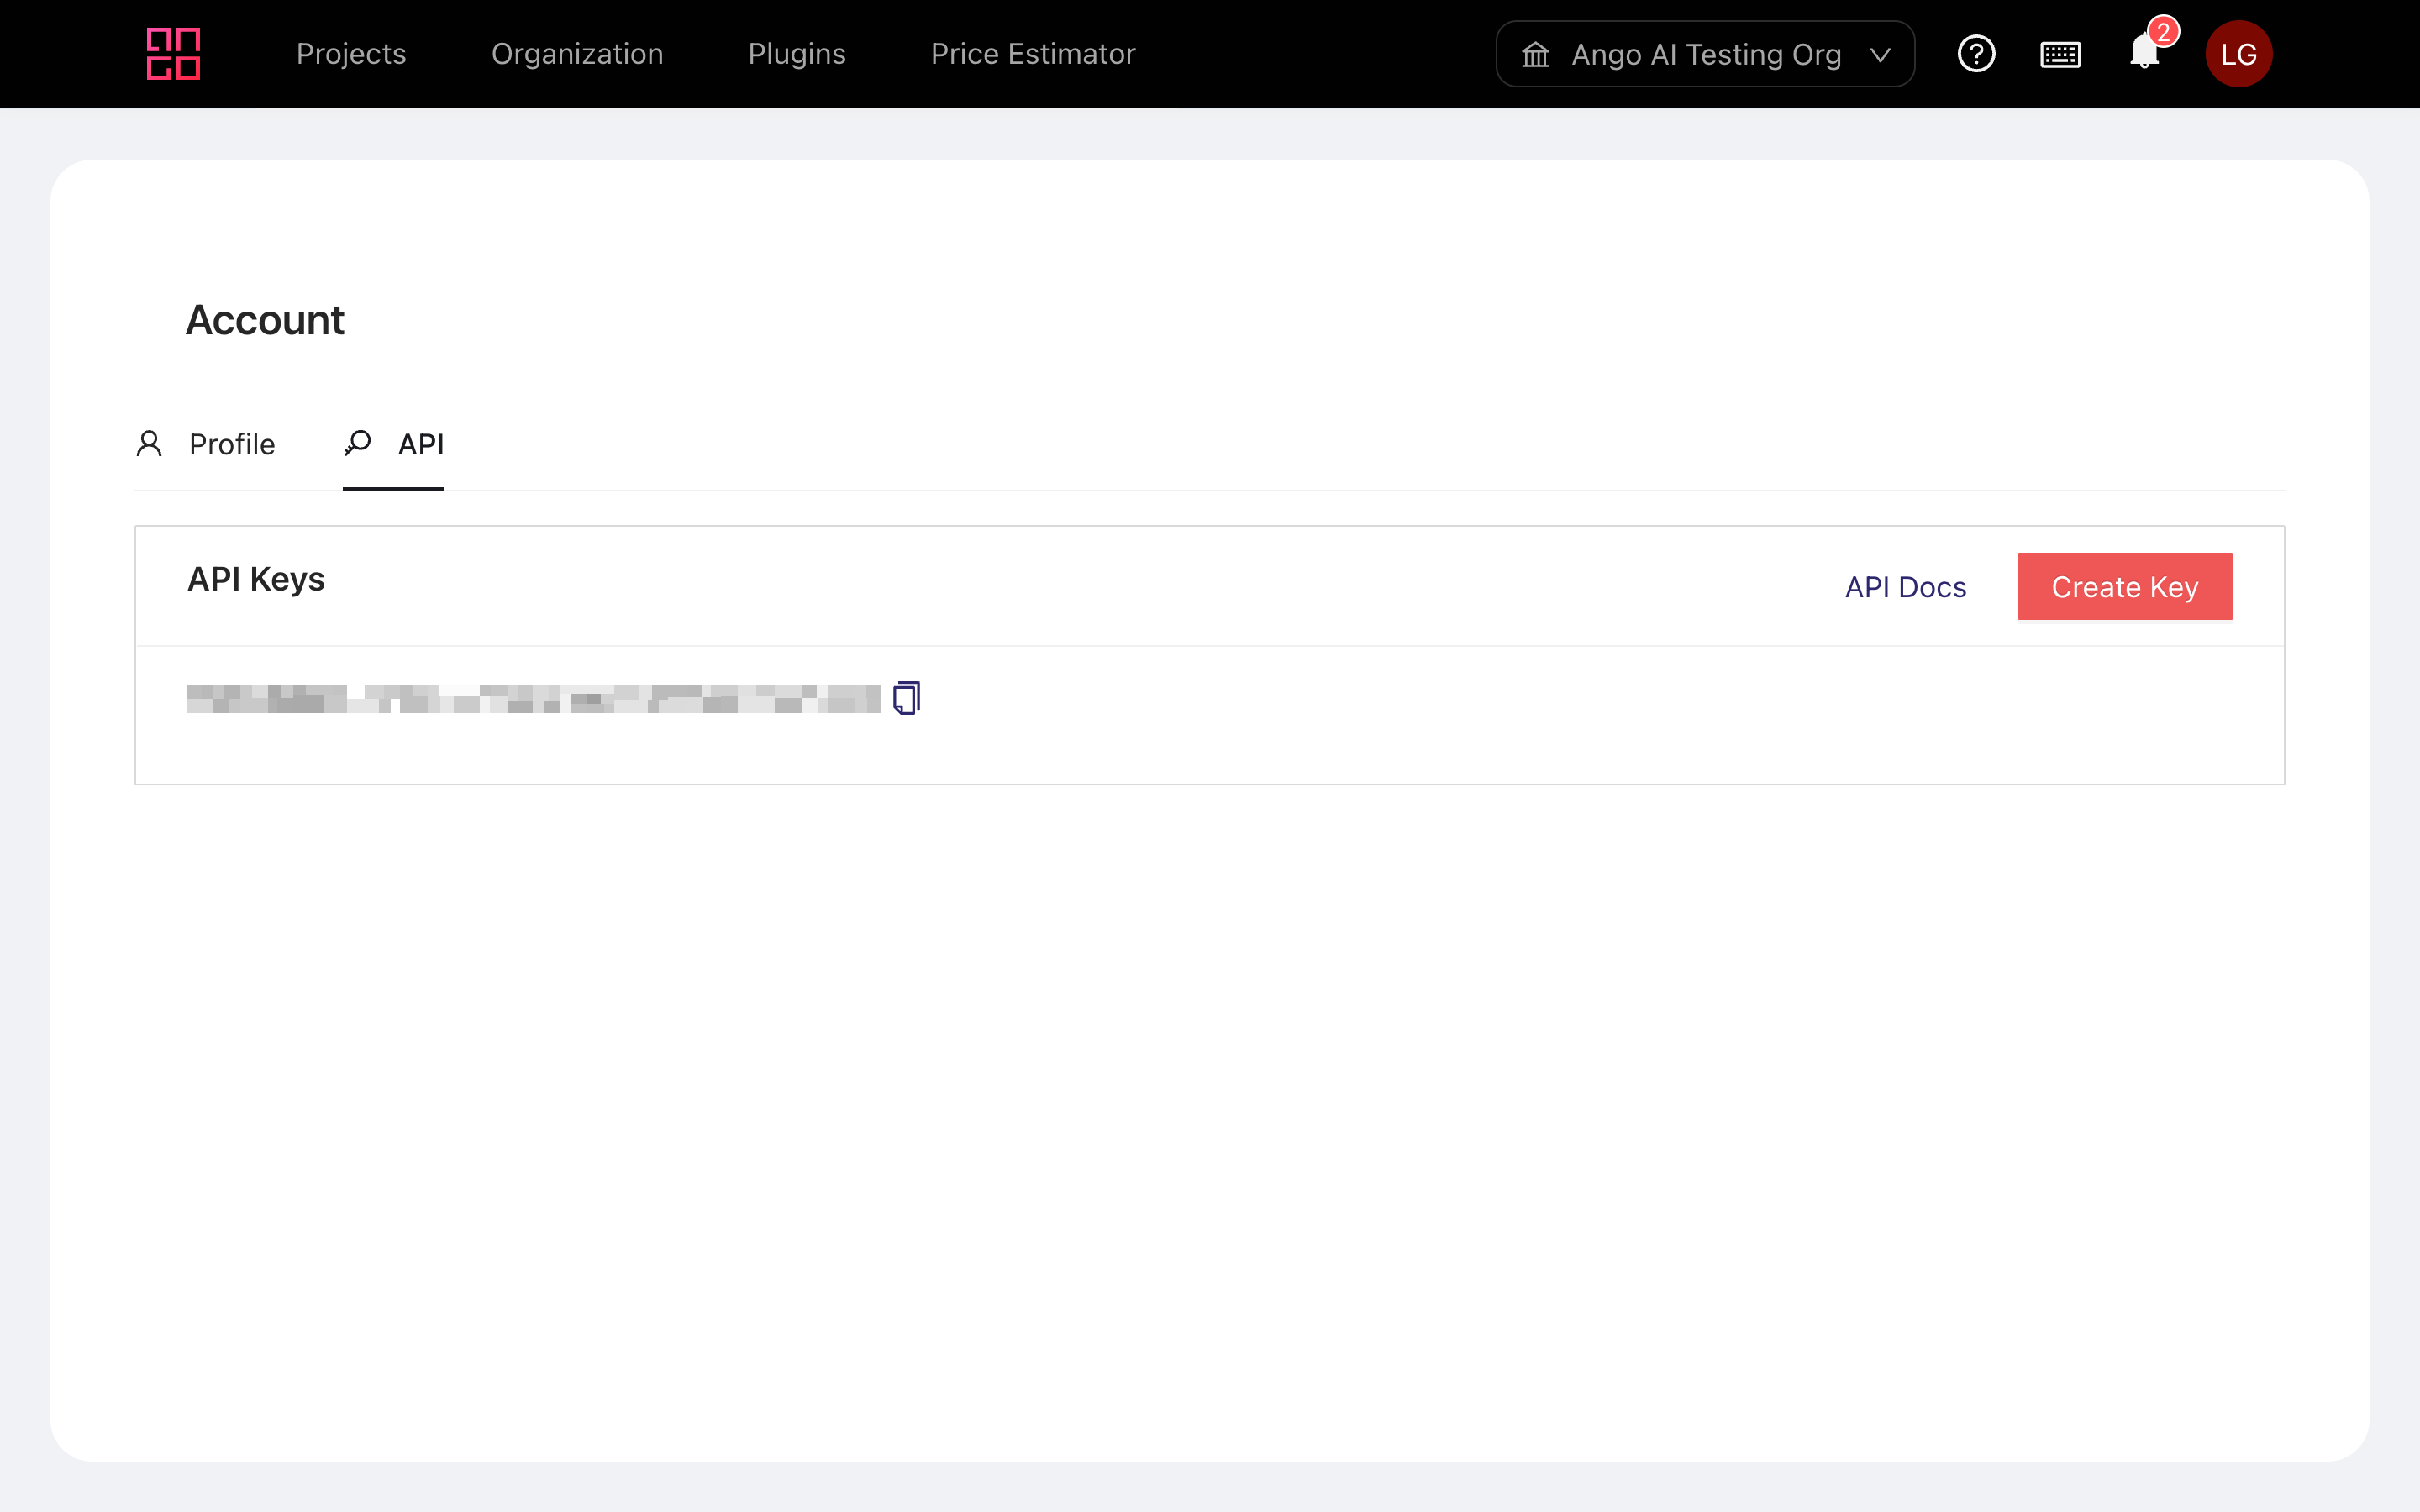 Projects Organization Plugins Price Estimator Ango AI Testing Org 2 LG
Account
Profile API
API Keys API Docs Create Key